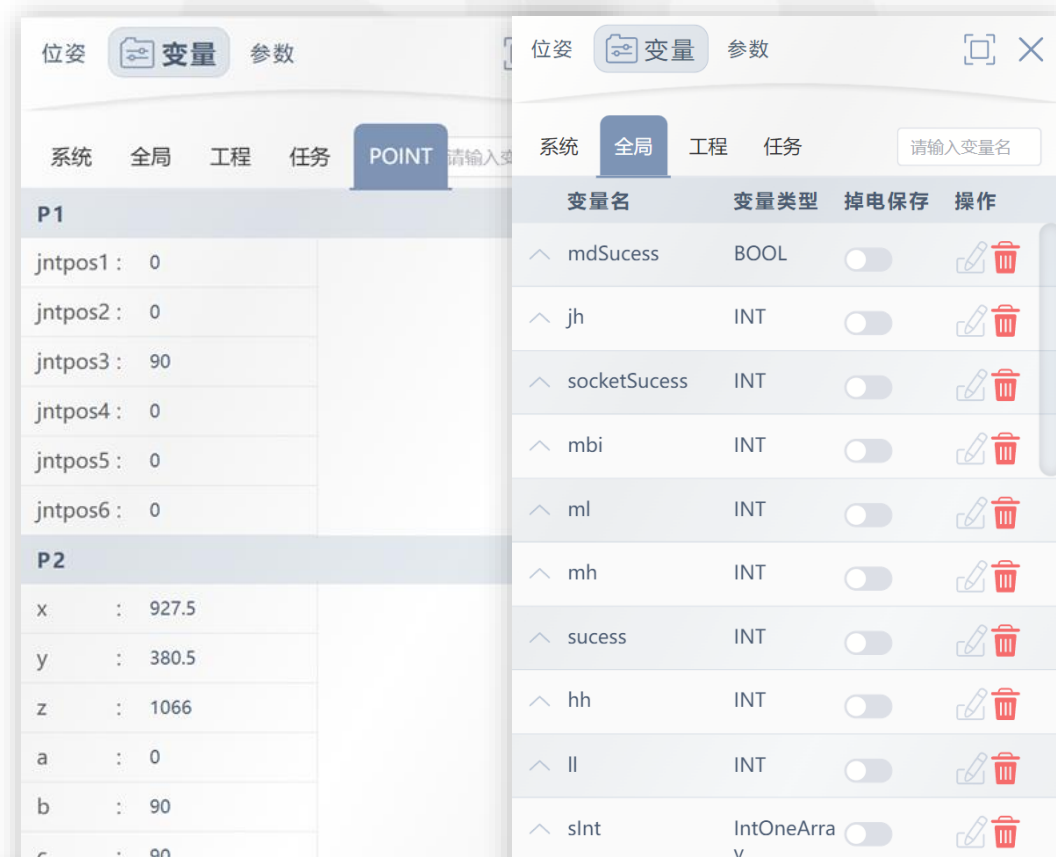 位姿 变量 参数
系统 全局 工程 任务 POINT 请输入变
P1
jntpos1 : 0
jntpos2 : 0
jntpos3 : 90
jntpos4 : 0
jntpos5 : 0
jntpos6 : 0
P2
x : 927.5
y : 380.5
z : 1066
a : 0
b : 90
c : 90
位姿 变量 参数
系统 全局 工程 任务 请输入变量名
变量名 变量类型 掉电保存 操作
mdSucess BOOL
jh INT
socketSucess INT
mbi INT
ml INT
mh INT
sucess INT
hh INT
ll INT
sInt IntOneArra
y